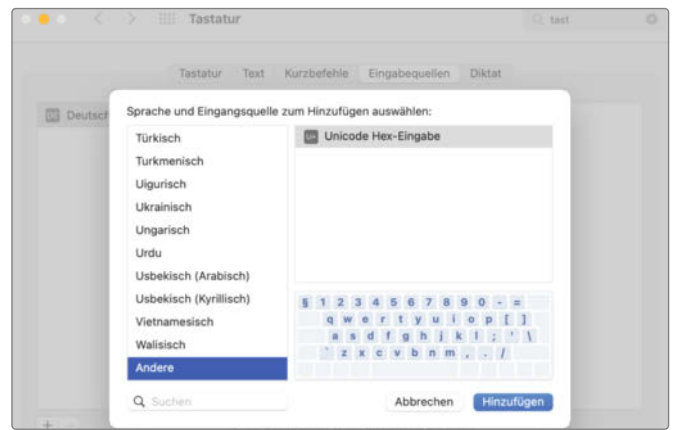 Tastatur
tast
Tastatur Text Kurzbefehle Eingabequellen Diktat
Deutsch
Sprache und Eingangsquelle zum Hinzufügen auswählen:
Türkisch
Turkmenisch
Uigurisch
Ukrainisch
Ungarisch
Urdu
Usbekisch (Arabisch)
Usbekisch (Kyrillisch)
Vietnamesisch
Walisisch
Andere
Suchen
U+ Unicode Hex-Eingabe
§ 1 2 3 4 5 6 7 8 9 0 - =
q w e r t y u i o p [ ]
a s d f g h j k l ; ' \
` z x c v b n m , . /
Abbrechen Hinzufügen